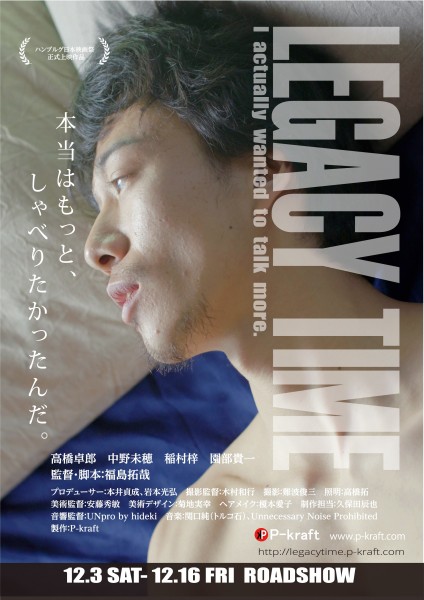 ハンブルグ日本映画祭
正式上映作品
LEGACY TIME
i actually wanted to talk more.
本当はもっと、
しゃべりたかったんだ。
高橋卓郎 中野未穂 稲村梓 園部貴一
監督・脚本:福島拓哉
プロデューサー:本井貞成、岩本光弘 撮影監督:木村和行 撮影:難波俊三 照明:高橋拓
美術監督:安藤秀敏 美術デザイン:菊地実幸 ヘアメイク:榎本愛子 制作担当:久保田辰也
音響監督:UNpro by hideki 音楽:関口純(トルコ石)、Unnecessary Noise Prohibited
製作:P-kraft
P-kraft www.p-kraft.com
http://legacytime.p-kraft.com
12.3 SAT- 12.16 FRI ROADSHOW